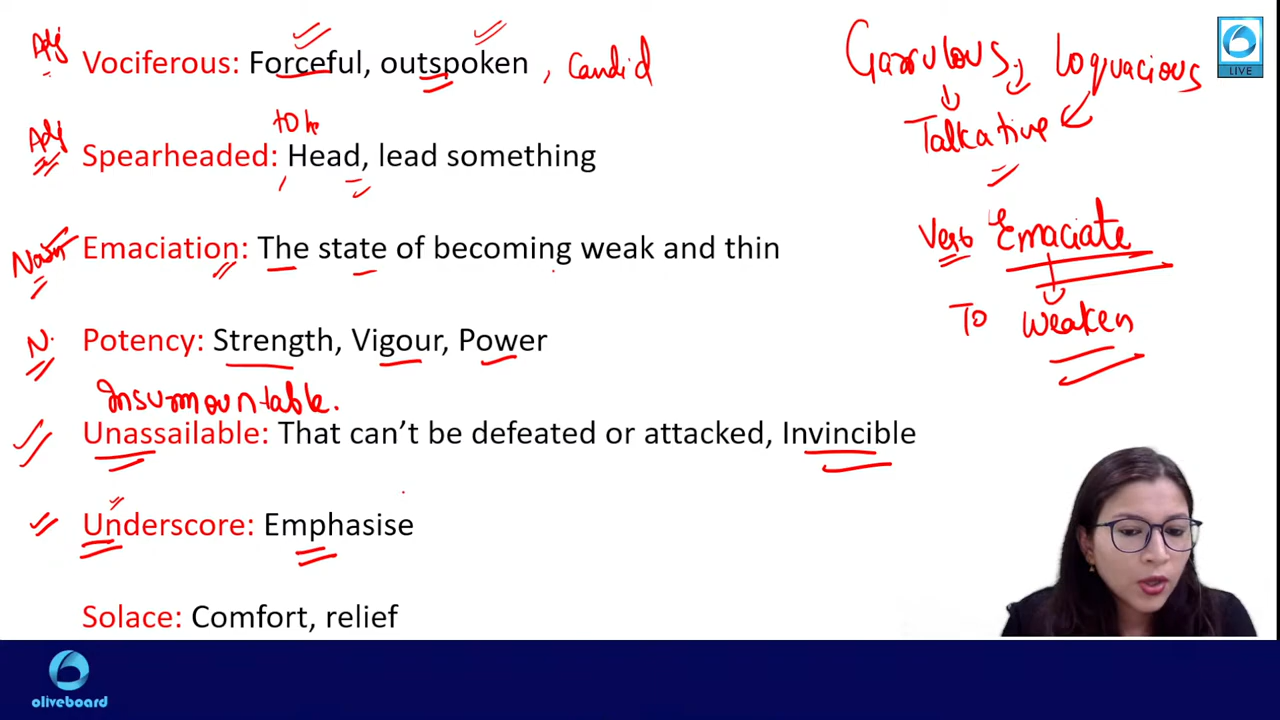 Adj Vociferous: Forceful, outspoken, Candid
Garrulous, Loquacious
LIVE
Talkative
to be
Adj Spearheaded: Head, lead something
Noun Emaciation: The state of becoming weak and thin
Verb Emaciate
To Weaken
N. Potency: Strength, Vigour, Power
Insurmountable.
Unassailable: That can’t be defeated or attacked, Invincible
Underscore: Emphasise
Solace: Comfort, relief
oliveboard